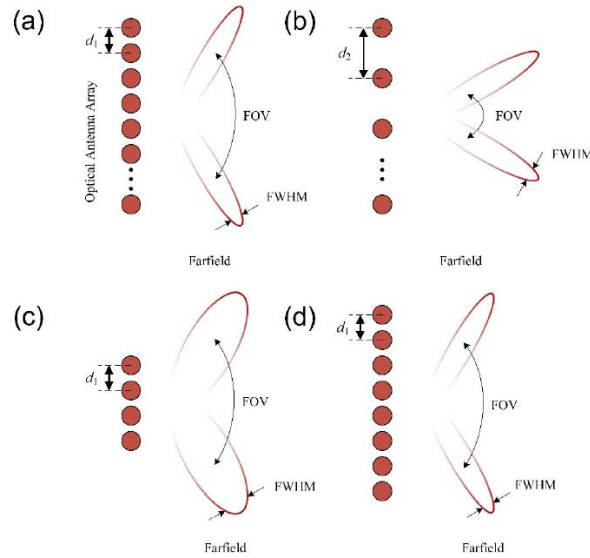 (a)
d1
Optical Antenna Array
FOV
FWHM
Farfield
(b)
d2
FOV
FWHM
Farfield
(c)
d1
FOV
FWHM
Farfield
(d)
d1
FOV
FWHM
Farfield